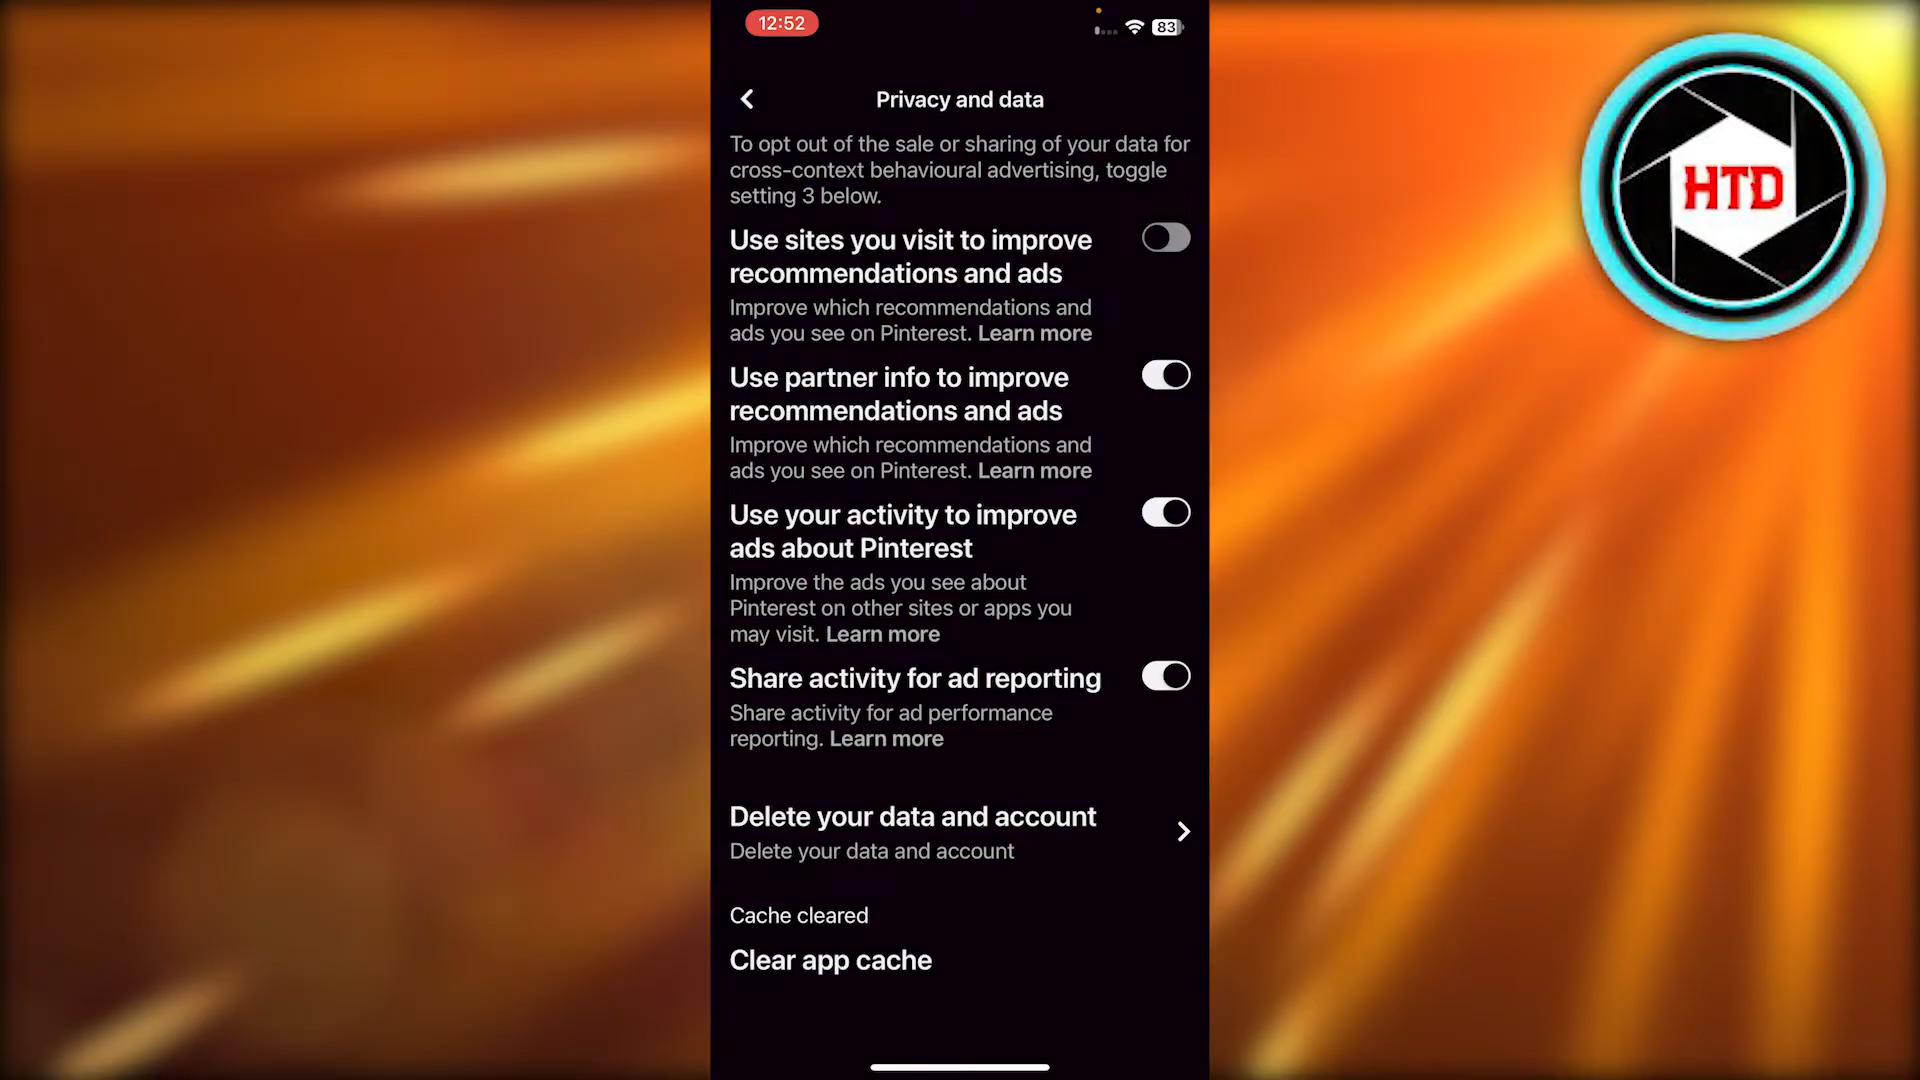 12:52
83
Privacy and data
To opt out of the sale or sharing of your data for
cross-context behavioural advertising, toggle
setting 3 below.
Use sites you visit to improve
recommendations and ads
Improve which recommendations and
ads you see on Pinterest. Learn more
Use partner info to improve
recommendations and ads
Improve which recommendations and
ads you see on Pinterest. Learn more
Use your activity to improve
ads about Pinterest
Improve the ads you see about
Pinterest on other sites or apps you
may visit. Learn more
Share activity for ad reporting
Share activity for ad performance
reporting. Learn more
Delete your data and account
Delete your data and account
Cache cleared
Clear app cache
HTD